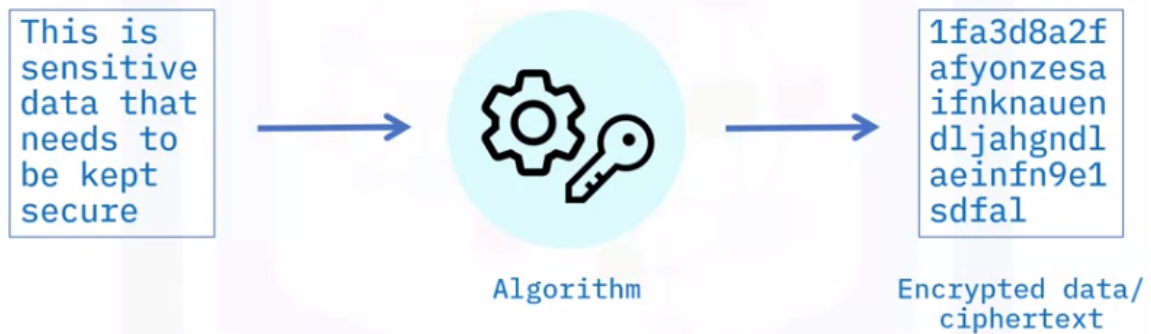 This is
sensitive
data that
needs to
be kept
secure
Algorithm
1fa3d8a2f
afyonzesa
ifnknauen
dljahgndl
aeinfn9e1
sdfal
Encrypted data/
ciphertext